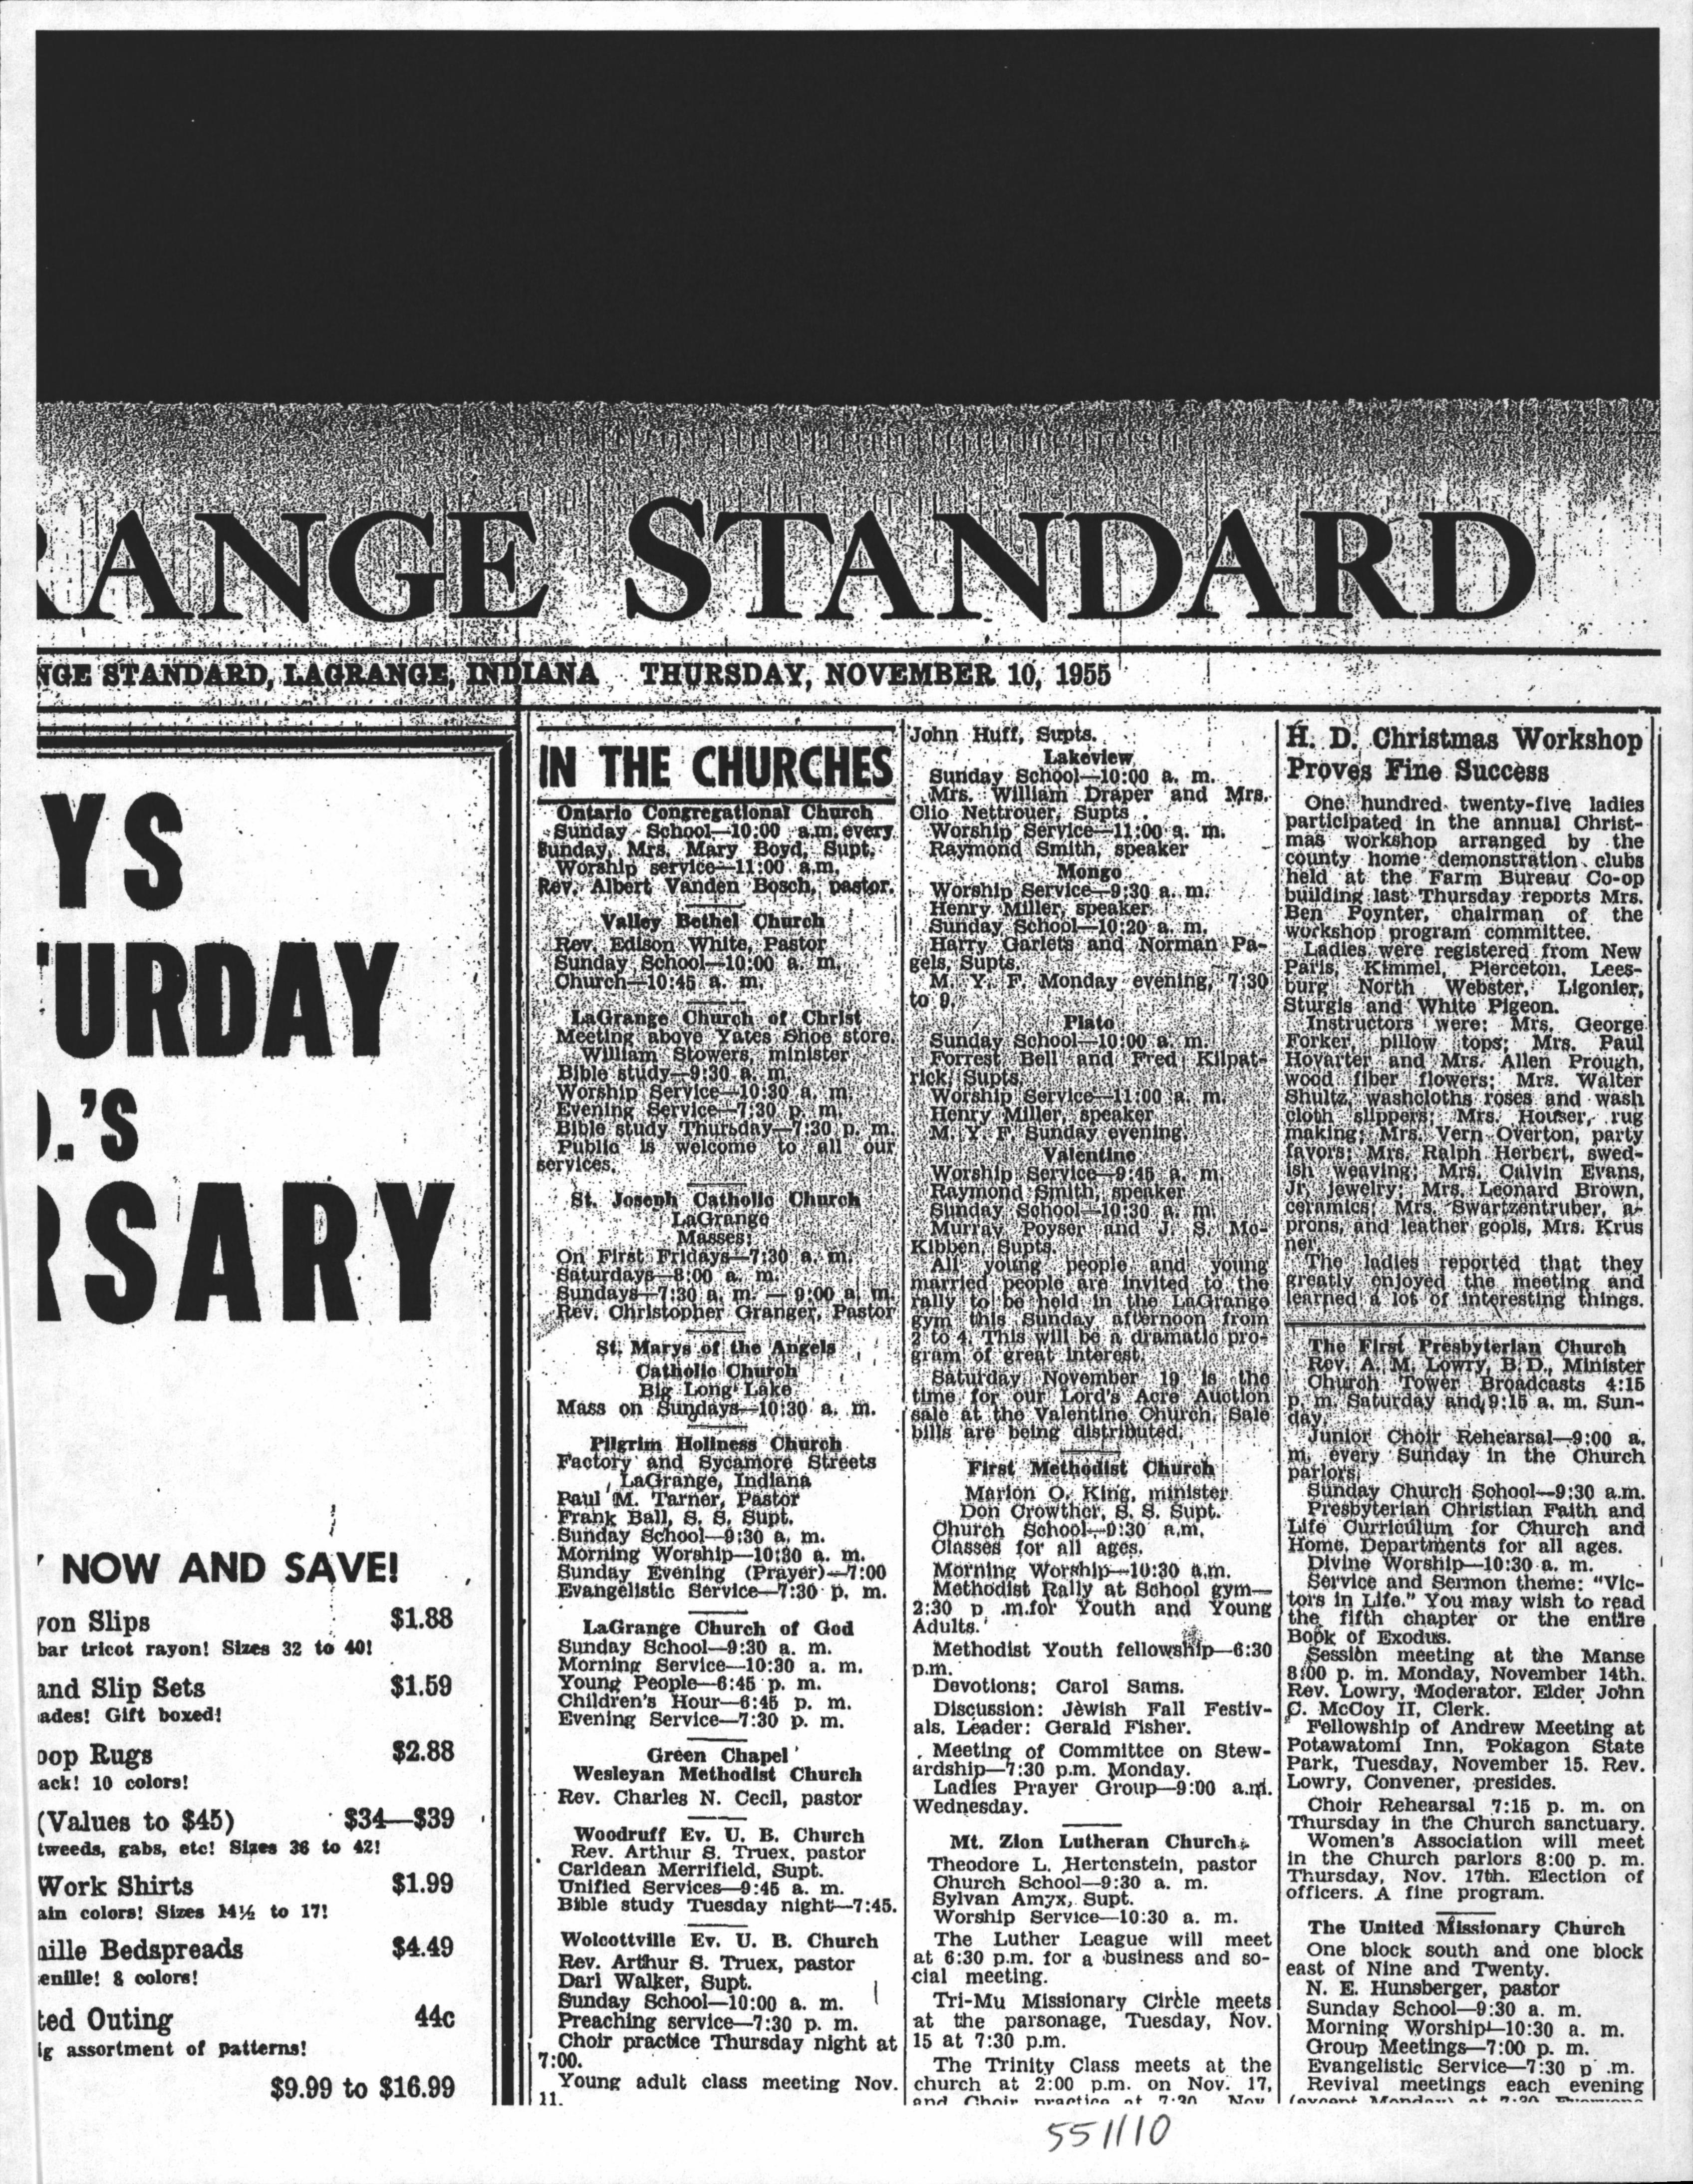 RANGE STANDARD
NGE STANDARD, LAGRANGE, INDIANA THURSDAY, NOVEMBER 10, 1955
YS
TURDAY
.'S
RSARY
NOW AND SAVE!
yon Slips $1.88
bar tricot rayon! Sizes 32 to 40!
and Slip Sets $1.59
ades! Gift boxed!
oop Rugs $2.88
ack! 10 colors!
(Values to $45) $34—$39
tweeds, gabs, etc! Sizes 36 to 42!
Work Shirts $1.99
ain colors! Sizes 14½ to 17!
nille Bedspreads $4.49
enille! 8 colors!
ted Outing 44c
ig assortment of patterns!
$9.99 to $16.99
IN THE CHURCHES
Ontario Congregational Church
Sunday School—10:00 a.m. every
Sunday, Mrs. Mary Boyd, Supt.
Worship service—11:00 a.m.
Rev. Albert Vanden Bosch, pastor.
Valley Bethel Church
Rev. Edison White, Pastor
Sunday School—10:00 a. m.
Church—10:45 a. m.
LaGrange Church of Christ
Meeting above Yates Shoe store.
William Stowers, minister
Bible study—9:30 a. m.
Worship Service—10:30 a. m.
Evening Service—7:30 p. m.
Bible study Thursday—7:30 p. m.
Public is welcome to all our
services.
St. Joseph Catholic Church
LaGrange
Masses:
On First Fridays—7:30 a. m.
Saturdays—8:00 a. m.
Sundays—7:30 a. m. — 9:00 a. m.
Rev. Christopher Granger, Pastor
St. Marys of the Angels
Catholic Church
Big Long Lake
Mass on Sundays—10:30 a. m.
Pilgrim Holiness Church
Factory and Sycamore Streets
LaGrange, Indiana
Paul M. Tarner, Pastor
Frank Ball, S. S. Supt.
Sunday School—9:30 a. m.
Morning Worship—10:30 a. m.
Sunday Evening (Prayer)—7:00
Evangelistic Service—7:30 p. m.
LaGrange Church of God
Sunday School—9:30 a. m.
Morning Service—10:30 a. m.
Young People—6:45 p. m.
Children's Hour—6:45 p. m.
Evening Service—7:30 p. m.
Green Chapel
Wesleyan Methodist Church
Rev. Charles N. Cecil, pastor
Woodruff Ev. U. B. Church
Rev. Arthur S. Truex, pastor
Carldean Merrifield, Supt.
Unified Services—9:45 a. m.
Bible study Tuesday night—7:45.
Wolcottville Ev. U. B. Church
Rev. Arthur S. Truex, pastor
Darl Walker, Supt.
Sunday School—10:00 a. m.
Preaching service—7:30 p. m.
Choir practice Thursday night at
7:00.
Young adult class meeting Nov.
11.
John Huff, Supts.
Lakeview
Sunday School—10:00 a. m.
Mrs. William Draper and Mrs.
Clio Nettrouer, Supts.
Worship Service—11:00 a. m.
Raymond Smith, speaker
Mongo
Worship Service—9:30 a. m.
Henry Miller, speaker
Sunday School—10:20 a. m.
Harry Garlets and Norman Pa-
gels, Supts.
M. Y. F. Monday evening, 7:30
to 9.
Plato
Sunday School—10:00 a. m.
Forrest Bell and Fred Kilpat-
rick, Supts.
Worship Service—11:00 a. m.
Henry Miller, speaker
M. Y. F. Sunday evening.
Valentine
Worship Service—9:45 a. m.
Raymond Smith, speaker
Sunday School—10:30 a. m.
Murray Poyser and J. S. Mc-
Kibben, Supts.
All young people and young
married people are invited to the
rally to be held in the LaGrange
gym this Sunday afternoon from
2 to 4. This will be a dramatic pro-
gram of great interest.
Saturday November 19 is the
time for our Lord's Acre Auction
sale at the Valentine Church. Sale
bills are being distributed.
First Methodist Church
Marion O. King, minister
Don Crowther, S. S. Supt.
Church School—9:30 a.m.
Classes for all ages.
Morning Worship—10:30 a.m.
Methodist Rally at School gym—
2:30 p .m.for Youth and Young
Adults.
Methodist Youth fellowship—6:30
p.m.
Devotions: Carol Sams.
Discussion: Jewish Fall Festiv-
als. Leader: Gerald Fisher.
Meeting of Committee on Stew-
ardship—7:30 p.m. Monday.
Ladies Prayer Group—9:00 a.m.
Wednesday.
Mt. Zion Lutheran Church
Theodore L. Hertenstein, pastor
Church School—9:30 a. m.
Sylvan Amyx, Supt.
Worship Service—10:30 a. m.
The Luther League will meet
at 6:30 p.m. for a business and so-
cial meeting.
Tri-Mu Missionary Circle meets
at the parsonage, Tuesday, Nov.
15 at 7:30 p.m.
The Trinity Class meets at the
church at 2:00 p.m. on Nov. 17,
and Choir practice at 7:30 Nov
H. D. Christmas Workshop
Proves Fine Success
One hundred twenty-five ladies
participated in the annual Christ-
mas workshop arranged by the
county home demonstration clubs
held at the Farm Bureau Co-op
building last Thursday reports Mrs.
Ben Poynter, chairman of the
workshop program committee.
Ladies were registered from New
Paris, Kimmel, Pierceton, Lees-
burg North Webster, Ligonier,
Sturgis and White Pigeon.
Instructors were: Mrs. George
Forker, pillow tops; Mrs. Paul
Hovarter and Mrs. Allen Prough,
wood fiber flowers; Mrs. Walter
Shultz, washcloths roses and wash
cloth slippers; Mrs. Houser, rug
making; Mrs. Vern Overton, party
favors; Mrs. Ralph Herbert, swed-
ish weaving; Mrs. Calvin Evans,
Jr, jewelry; Mrs. Leonard Brown,
ceramics; Mrs. Swartzentruber, a-
prons, and leather gools, Mrs. Krus
ner.
The ladies reported that they
greatly enjoyed the meeting and
learned a lot of interesting things.
The First Presbyterian Church
Rev. A. M. Lowry, B. D., Minister
Church Tower Broadcasts 4:15
p. m. Saturday and 9:15 a. m. Sun-
day.
Junior Choir Rehearsal—9:00 a.
m. every Sunday in the Church
parlors.
Sunday Church School—9:30 a.m.
Presbyterian Christian Faith and
Life Curriculum for Church and
Home. Departments for all ages.
Divine Worship—10:30 a. m.
Service and Sermon theme: "Vic-
tors in Life." You may wish to read
the fifth chapter or the entire
Book of Exodus.
Session meeting at the Manse
8:00 p. m. Monday, November 14th.
Rev. Lowry, Moderator. Elder John
C. McCoy II, Clerk.
Fellowship of Andrew Meeting at
Potawatomi Inn, Pokagon State
Park, Tuesday, November 15. Rev.
Lowry, Convener, presides.
Choir Rehearsal 7:15 p. m. on
Thursday in the Church sanctuary.
Women's Association will meet
in the Church parlors 8:00 p. m.
Thursday, Nov. 17th. Election of
officers. A fine program.
The United Missionary Church
One block south and one block
east of Nine and Twenty.
N. E. Hunsberger, pastor
Sunday School—9:30 a. m.
Morning Worship—10:30 a. m.
Group Meetings—7:00 p. m.
Evangelistic Service—7:30 p .m.
Revival meetings each evening
(except Monday) at 7:30 Everyone
551110